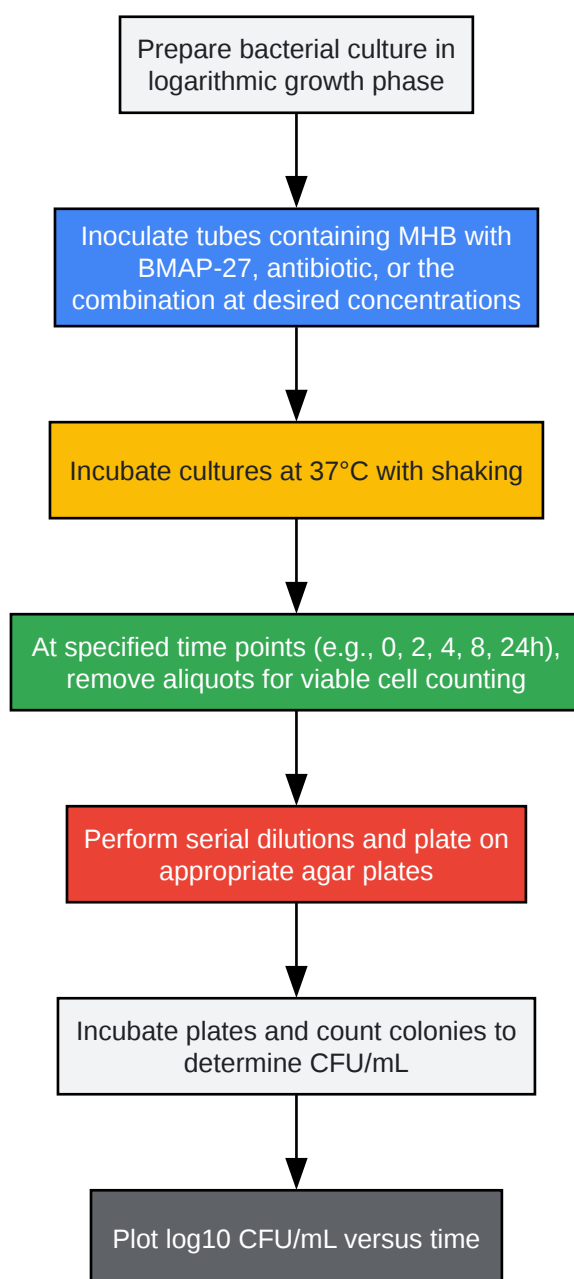 Prepare bacterial culture in
logarithmic growth phase
Inoculate tubes containing MHB with
BMAP-27, antibiotic, or the
combination at desired concentrations
Incubate cultures at 37°C with shaking
At specified time points (e.g., 0, 2, 4, 8, 24h),
remove aliquots for viable cell counting
Perform serial dilutions and plate on
appropriate agar plates
Incubate plates and count colonies to
determine CFU/mL
Plot log10 CFU/mL versus time